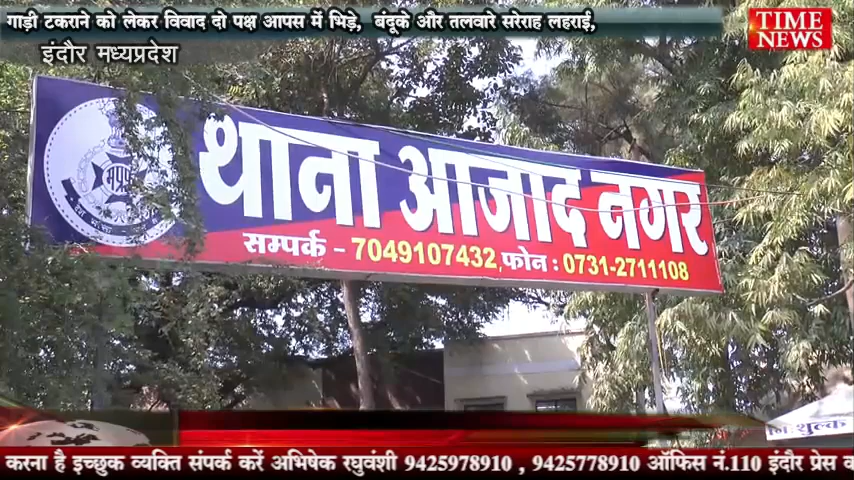 गाड़ी टकराने को लेकर विवाद दो पक्ष आपस में भिड़े, बंदूके और तलवारे सरेराह लहराईं,
TIME
NEWS
इंदौर मध्यप्रदेश
थाना आजाद नगर
सम्पर्क - 7049107432, फोन : 0731-2711108
शुल्क
करना है इच्छुक व्यक्ति संपर्क करें अभिषेक रघुवंशी 9425978910 , 9425778910 ऑफिस नं.110 इंदौर प्रेस